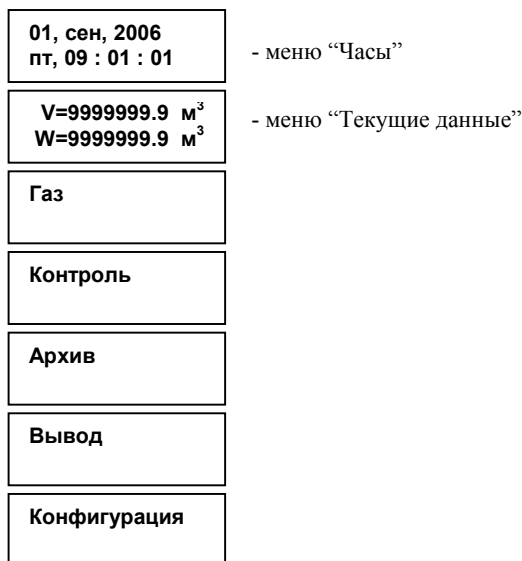 01, сен, 2006
пт, 09 : 01 : 01
- меню “Часы”
V=9999999.9 м³
W=9999999.9 м³
- меню “Текущие данные”
Газ
Контроль
Архив
Вывод
Конфигурация